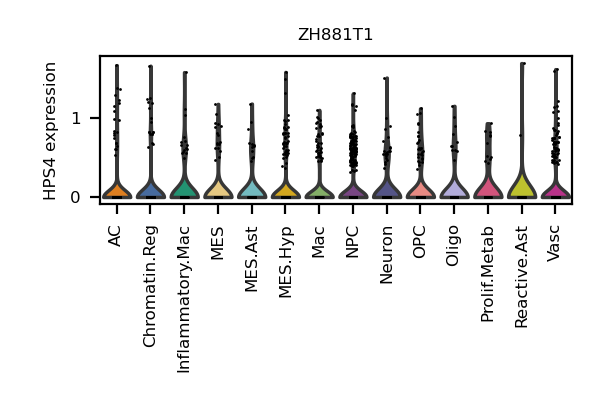 ZH881T1
HPS4 expression
1
0
AC
Chromatin.Reg
Inflammatory.Mac
MES
MES.Ast
MES.Hyp
Mac
NPC
Neuron
OPC
Oligo
Prolif.Metab
Reactive.Ast
Vasc